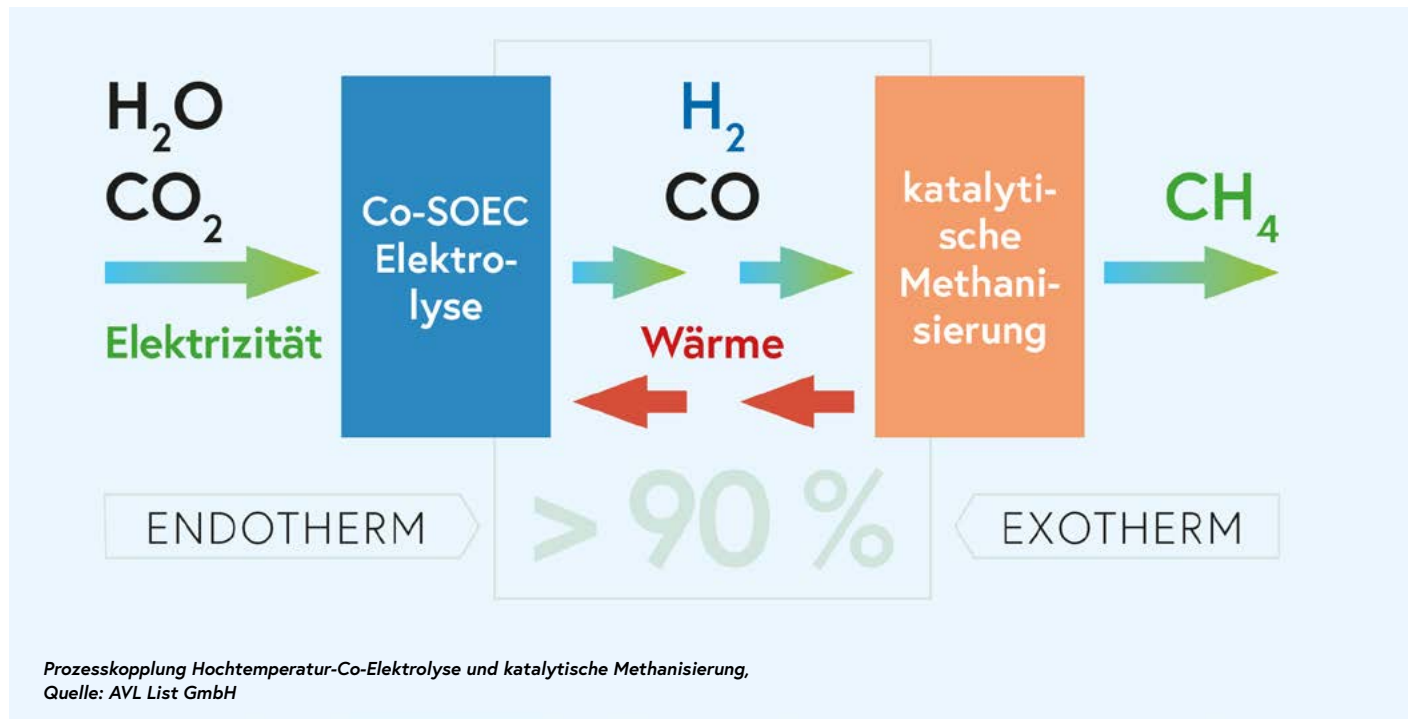 H₂O
CO₂
Elektrizität
Co-SOEC
Elektro-
lyse
H₂
CO
Wärme
katalyti-
sche
Methani-
sierung
CH₄
ENDOTHERM
> 90 %
EXOTHERM
Prozesskopplung Hochtemperatur-Co-Elektrolyse und katalytische Methanisierung,
Quelle: AVL List GmbH